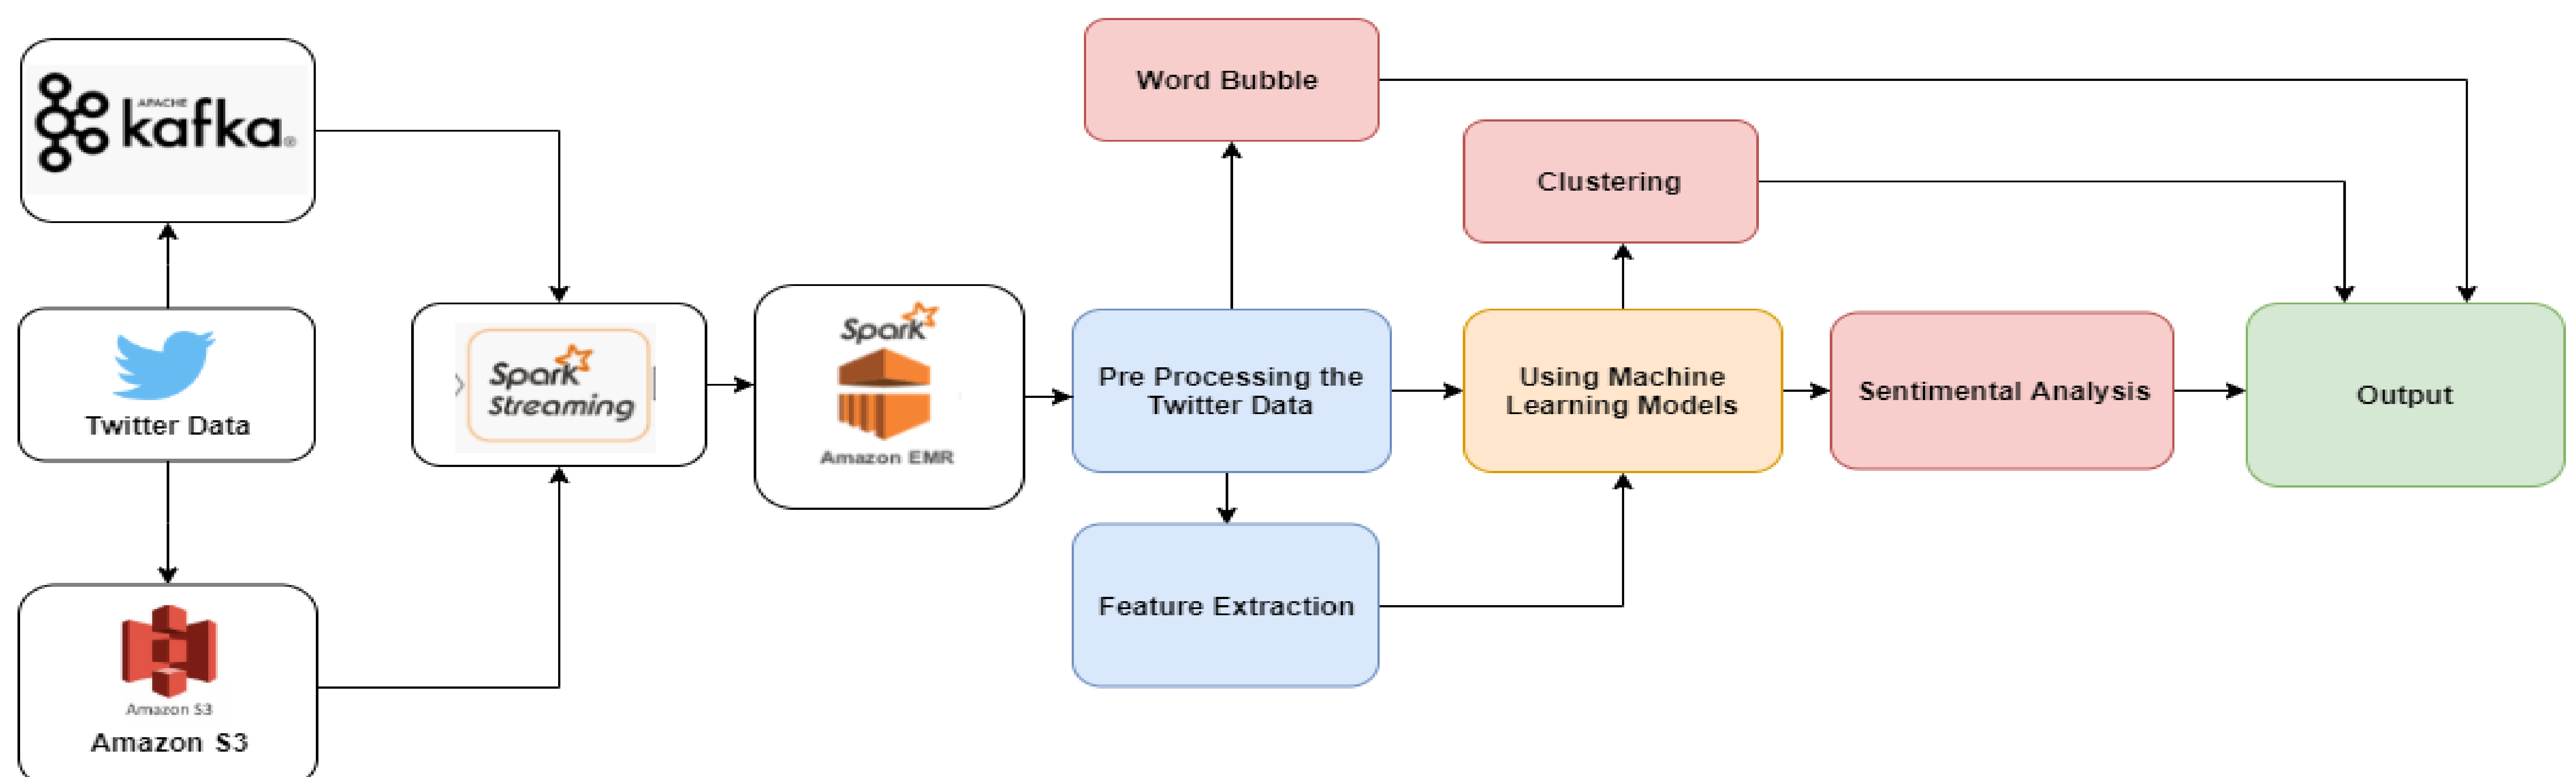 APACHE
kafka®
Twitter Data
Amazon S3
Amazon S3
Spark
Streaming
Spark
Amazon EMR
Word Bubble
Pre Processing the
Twitter Data
Feature Extraction
Clustering
Using Machine
Learning Models
Sentimental Analysis
Output